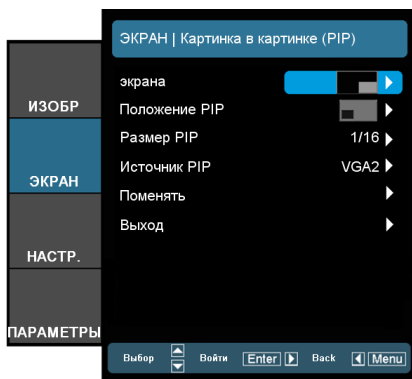 ЭКРАН | Картинка в картинке (PIP)
экрана
Положение PIP
Размер PIP 1/16
Источник PIP VGA2
Поменять
Выход
ИЗОБР
ЭКРАН
НАСТР.
ПАРАМЕТРЫ
Выбор Войти Enter Back Menu